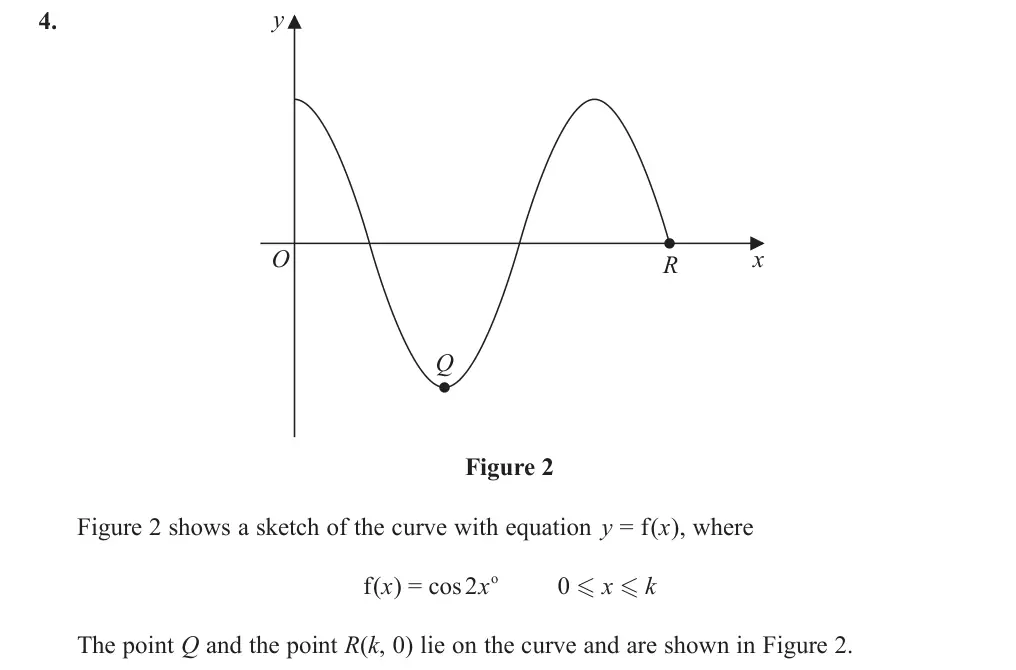 4.
y
O
R
x
Q
Figure 2
Figure 2 shows a sketch of the curve with equation y = f(x), where
f(x) = cos 2x° 0 ⩽ x ⩽ k
The point Q and the point R(k, 0) lie on the curve and are shown in Figure 2.